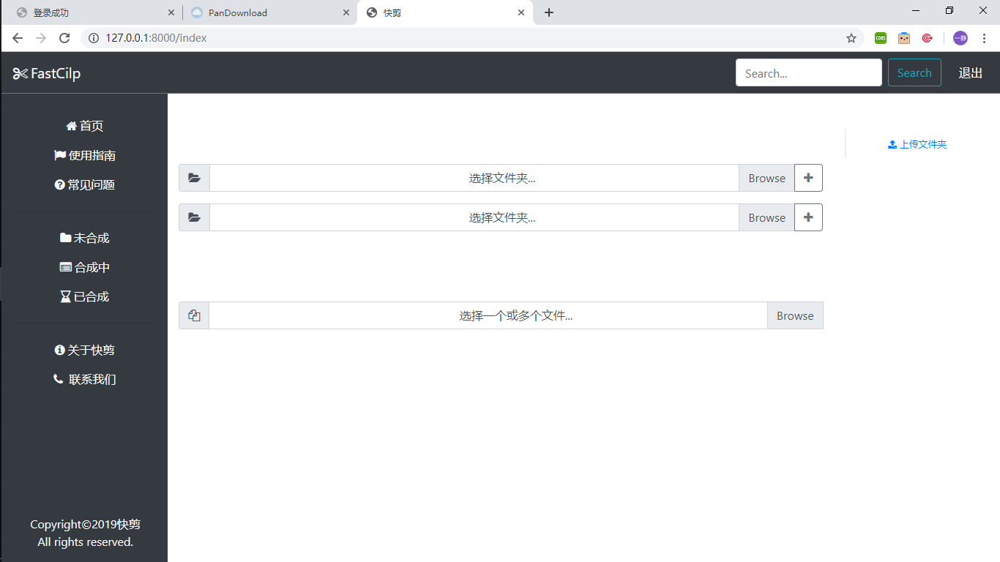 登录成功
PanDownload
快剪
127.0.0.1:8000/index
CORS
一静
FastCilp
Search...
Search
退出
首页
使用指南
常见问题
未合成
合成中
已合成
关于快剪
联系我们
Copyright©2019快剪
All rights reserved.
上传文件夹
选择文件夹...
Browse
选择文件夹...
Browse
选择一个或多个文件...
Browse